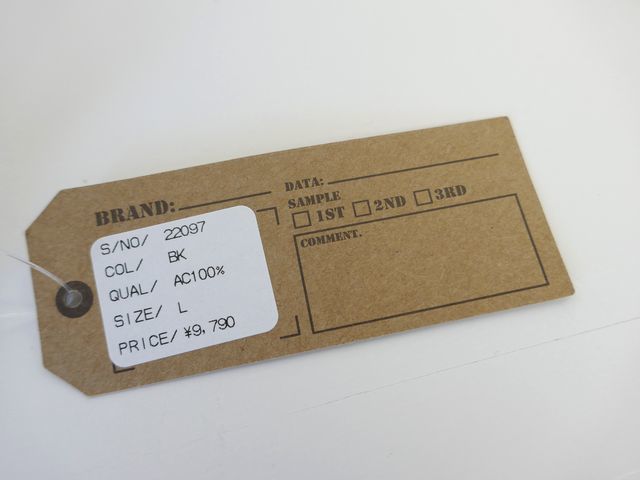 BRAND:
S/NO/ 22097
COL/ BK
QUAL/ AC100%
SIZE/ L
PRICE/ ¥9,790
DATA:
SAMPLE
1ST 2ND 3RD
COMMENT.